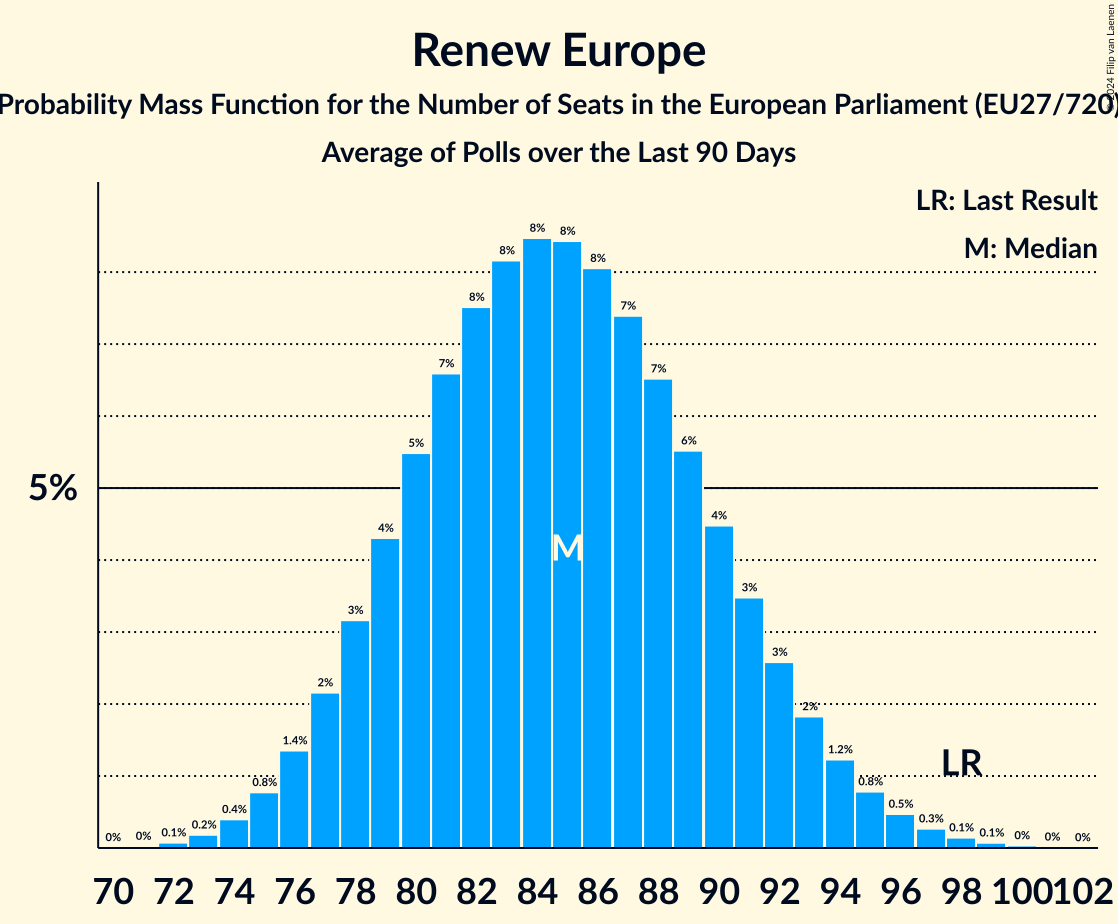 Renew Europe
Probability Mass Function for the Number of Seats in the European Parliament (EU27/720)
Average of Polls over the Last 90 Days
© 2024 Filip van Laenen
LR: Last Result
M: Median
5%
0% 0% 0.1% 0.2% 0.4% 0.8% 1.4% 2% 3% 4% 5% 7% 8% 8% 8% 8% 8% 7% 7% 6% 4% 3% 3% 2% 1.2% 0.8% 0.5% 0.3% 0.1% 0.1% 0% 0% 0%
M
LR
70 72 74 76 78 80 82 84 86 88 90 92 94 96 98 100 102